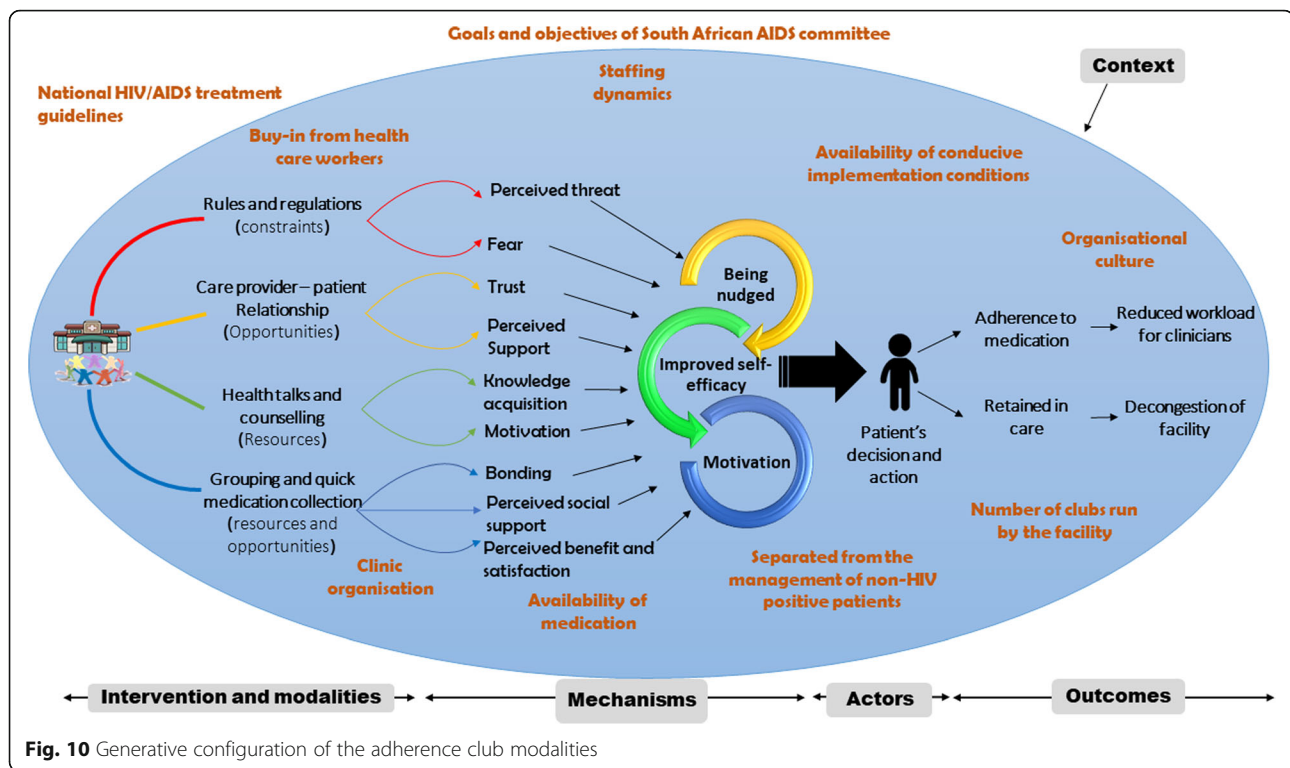 Goals and objectives of South African AIDS committee
Staffing
dynamics
Context
National HIV/AIDS treatment
guidelines
Buy-in from health
care workers
Availability of conducive
implementation conditions
Organisational
culture
Rules and regulations
(constraints)
Care provider – patient
Relationship
(Opportunities)
Health talks and
counselling
(Resources)
Grouping and quick
medication collection
(resources and
opportunities)
Perceived threat
Fear
Trust
Perceived
Support
Knowledge
acquisition
Motivation
Bonding
Perceived social
support
Perceived benefit and
satisfaction
Being
nudged
Improved self-
efficacy
Motivation
Patient's
decision and
action
Adherence to
medication
Reduced workload
for clinicians
Retained in
care
Decongestion of
facility
Number of clubs run
by the facility
Clinic
organisation
Availability of
medication
Separated from the
management of non-HIV
positive patients
Intervention and modalities
Mechanisms
Actors
Outcomes
Fig. 10 Generative configuration of the adherence club modalities